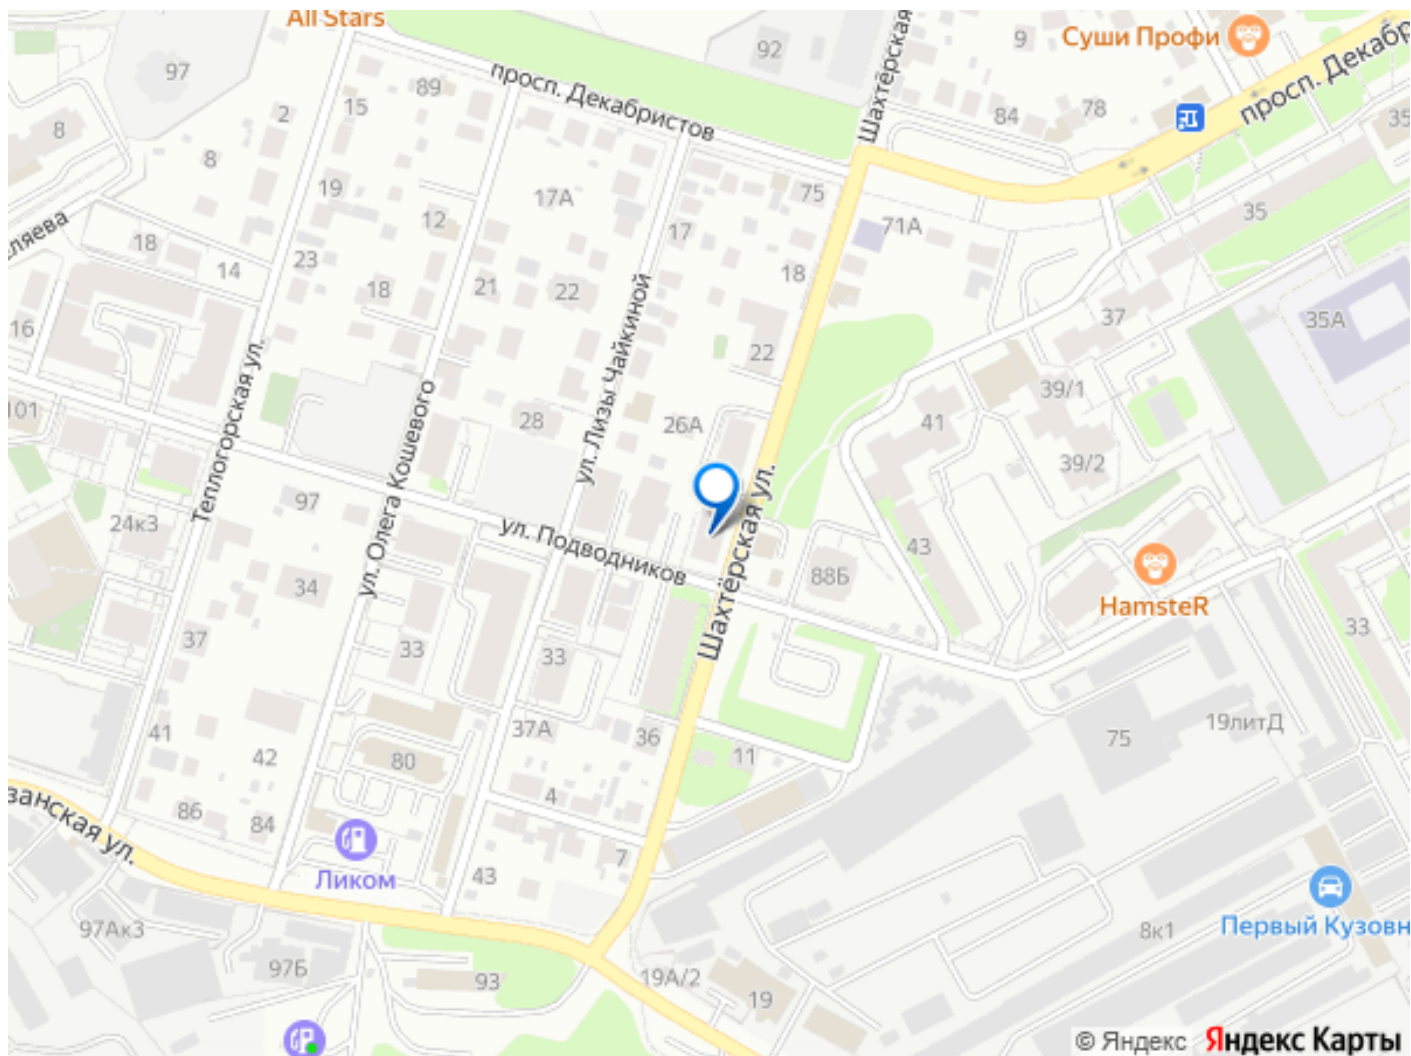 All Stars
97
92
9
Суши Профи
просп. Декабр
Шахтёрская
просп. Декабристов
89
15
2
8
8
84
78
35
35
19
17А
75
12
17
71А
18
14
ляева
23
18
21
22
18
22
37
35А
16
Теплогорская ул.
ул. Олега Кошевого
ул. Лизы Чайкиной
28
26А
41
39/1
39/2
101
24к3
97
ул. Подводников
Шахтёрская ул.
34
43
88Б
HamsteR
33
37
33
33
Шахтёрская ул.
41
42
37А
36
11
75
19литД
80
86
84
4
7
занская ул.
Ликом
43
97Ак3
97Б
93
19А/2
19
8к1
Первый Кузовн
© Яндекс Яндекс Карты